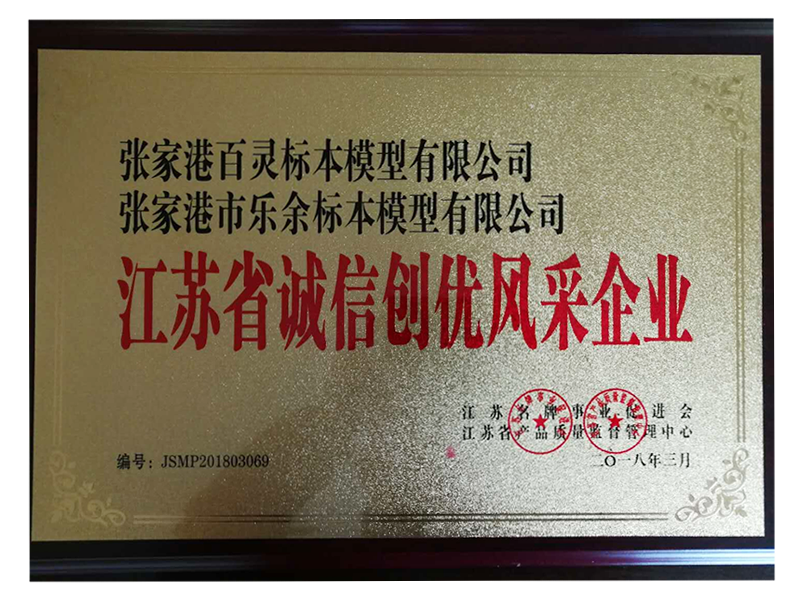 张家港百灵标本模型有限公司
张家港市乐余标本模型有限公司
江苏省诚信创优风采企业
江苏名牌事业促进会
江苏省产品质量监督管理中心
编号：JSMP201803069
二〇一八年三月